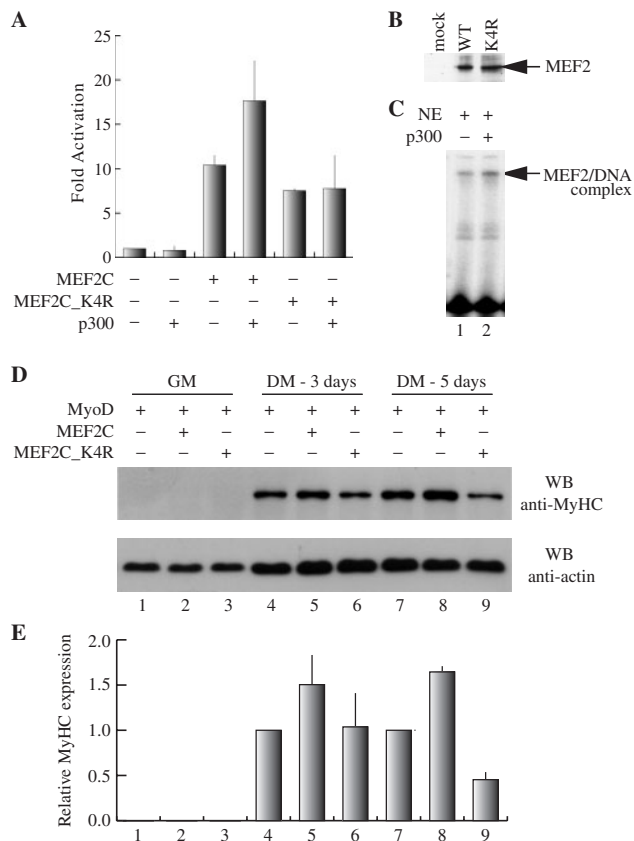 A
25
20
15
10
5
0
Fold Activation
MEF2C – – + + – –
MEF2C_K4R – – – – + +
p300 – + – + – +
B
mock WT K4R
MEF2
C
NE + +
p300 – +
MEF2/DNA
complex
1 2
D
GM DM - 3 days DM - 5 days
MyoD + + + + + + + + +
MEF2C – + – – + – – + –
MEF2C_K4R – – + – – + – – +
WB
anti-MyHC
WB
anti-actin
1 2 3 4 5 6 7 8 9
E
2.0
1.5
1.0
0.5
0.0
Relative MyHC expression
1 2 3 4 5 6 7 8 9